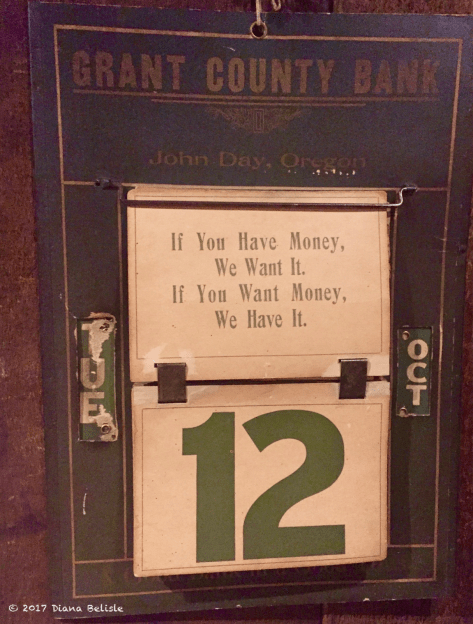 GRANT COUNTY BANK
John Day, Oregon
If You Have Money,
We Want It.
If You Want Money,
We Have It.
TUE
OCT
12
© 2017 Diana Belisle